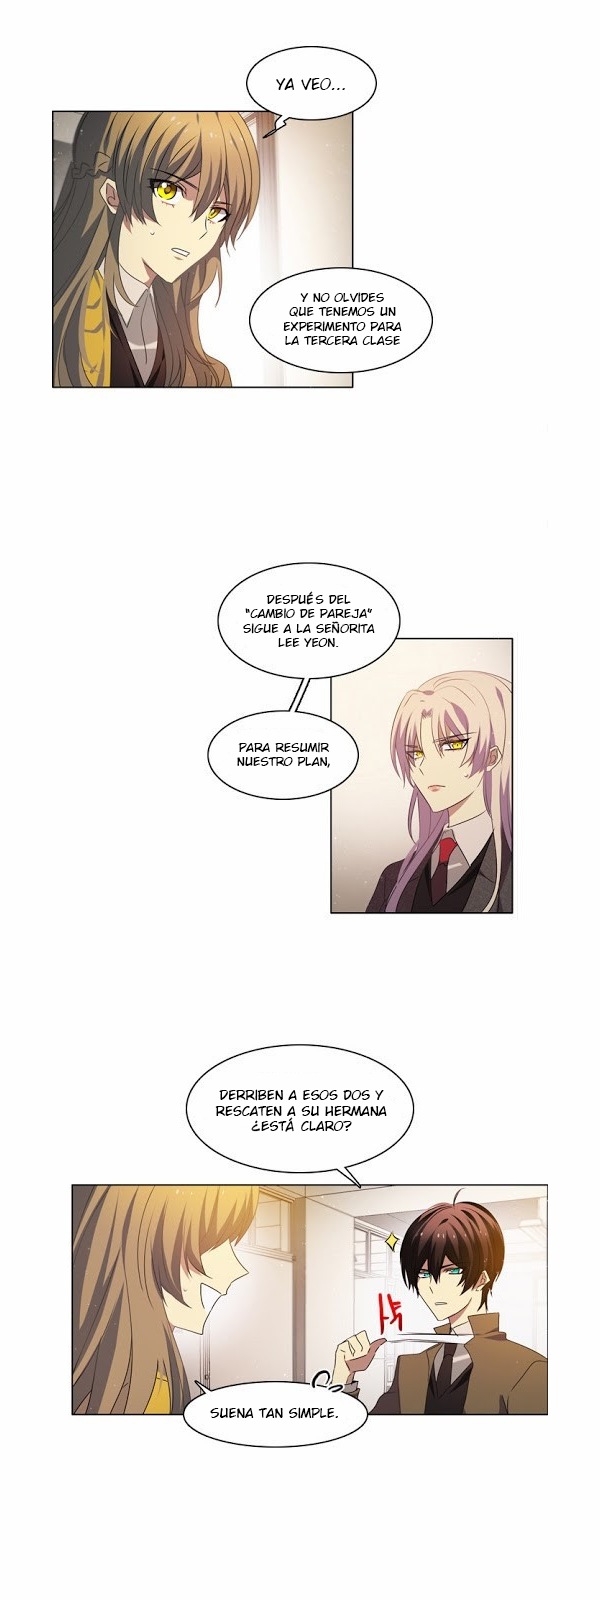 YA VEO...
Y NO OLVIDES
QUE TENEMOS UN
EXPERIMENTO PARA
LA TERCERA CLASE
DESPUÉS DEL
"CAMBIO DE PAREJA"
SIGUE A LA SEÑORITA
LEE YEON.
PARA RESUMIR
NUESTRO PLAN,
DERRIBEN A ESOS DOS Y
RESCATEN A SU HERMANA
¿ESTÁ CLARO?
SUENA TAN SIMPLE.